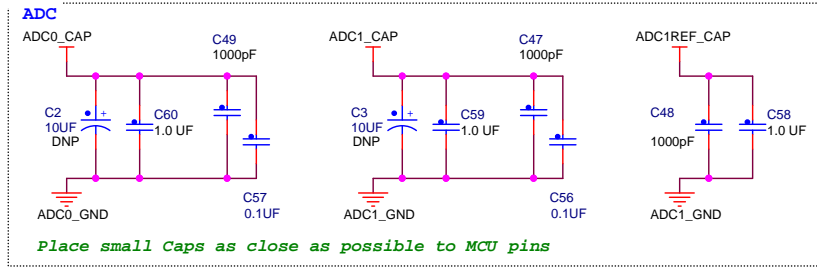 ADC
ADC0_CAP
C49
1000pF
C2
10UF
DNP
+
C60
1.0 UF
C57
0.1UF
ADC0_GND
ADC1_CAP
C47
1000pF
C3
10UF
DNP
+
C59
1.0 UF
C56
0.1UF
ADC1_GND
ADC1REF_CAP
C48
1000pF
C58
1.0 UF
ADC1_GND
Place small Caps as close as possible to MCU pins